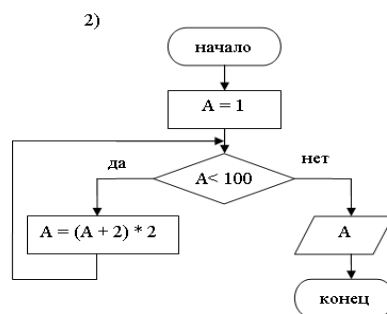 2)
начало
A = 1
да
нет
A< 100
A = (A + 2) * 2
A
конец